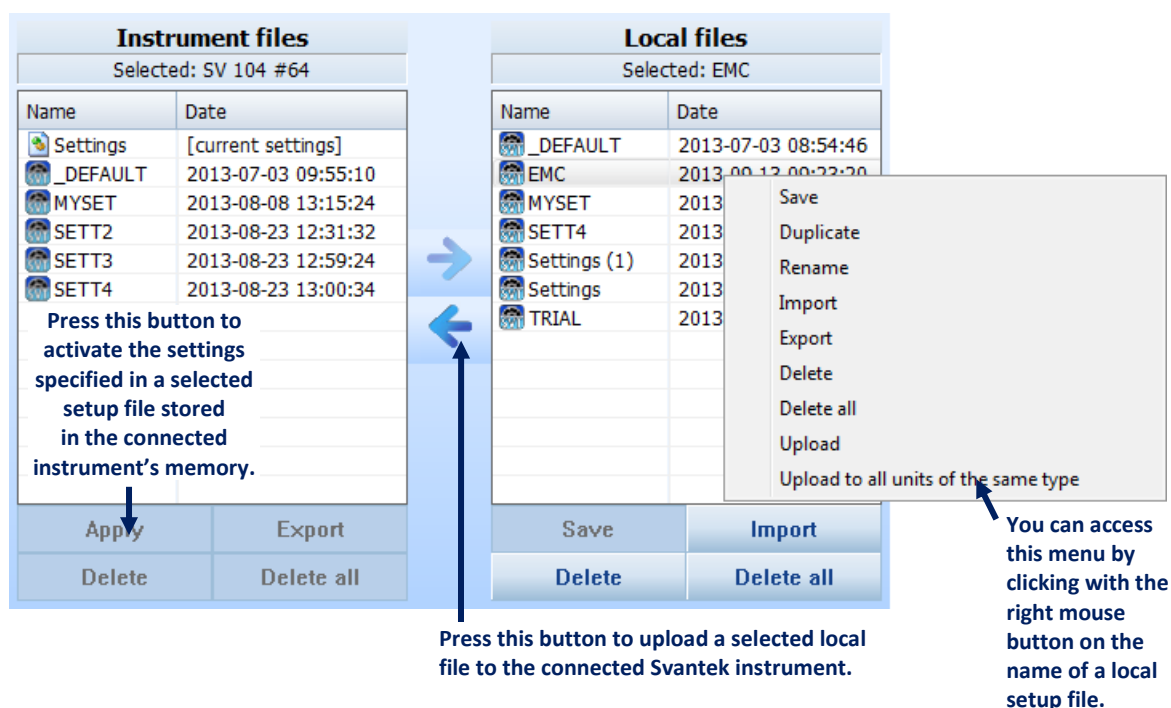 Instrument files
Selected: SV 104 #64
Name Date
Settings [current settings]
_DEFAULT 2013-07-03 09:55:10
MYSET 2013-08-08 13:15:24
SETT2 2013-08-23 12:31:32
SETT3 2013-08-23 12:59:24
SETT4 2013-08-23 13:00:34
Press this button to
activate the settings
specified in a selected
setup file stored
in the connected
instrument’s memory.
Apply Export
Delete Delete all
Local files
Selected: EMC
Name Date
_DEFAULT 2013-07-03 08:54:46
EMC 2013-09-13 09:23:20
MYSET 2013
SETT4 2013
Settings (1) 2013
Settings 2013
TRIAL 2013
Save
Duplicate
Rename
Import
Export
Delete
Delete all
Upload
Upload to all units of the same type
Save Import
Delete Delete all
Press this button to upload a selected local
file to the connected Svantek instrument.
You can access
this menu by
clicking with the
right mouse
button on the
name of a local
setup file.